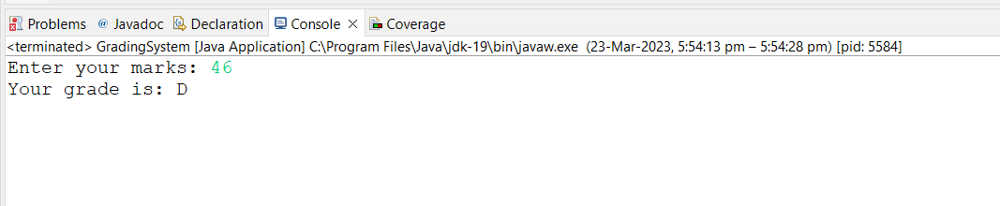 Problems @ Javadoc Declaration Console Coverage
<terminated> GradingSystem [Java Application] C:\Program Files\Java\jdk-19\bin\javaw.exe (23-Mar-2023, 5:54:13 pm – 5:54:28 pm) [pid: 5584]
Enter your marks: 46
Your grade is: D